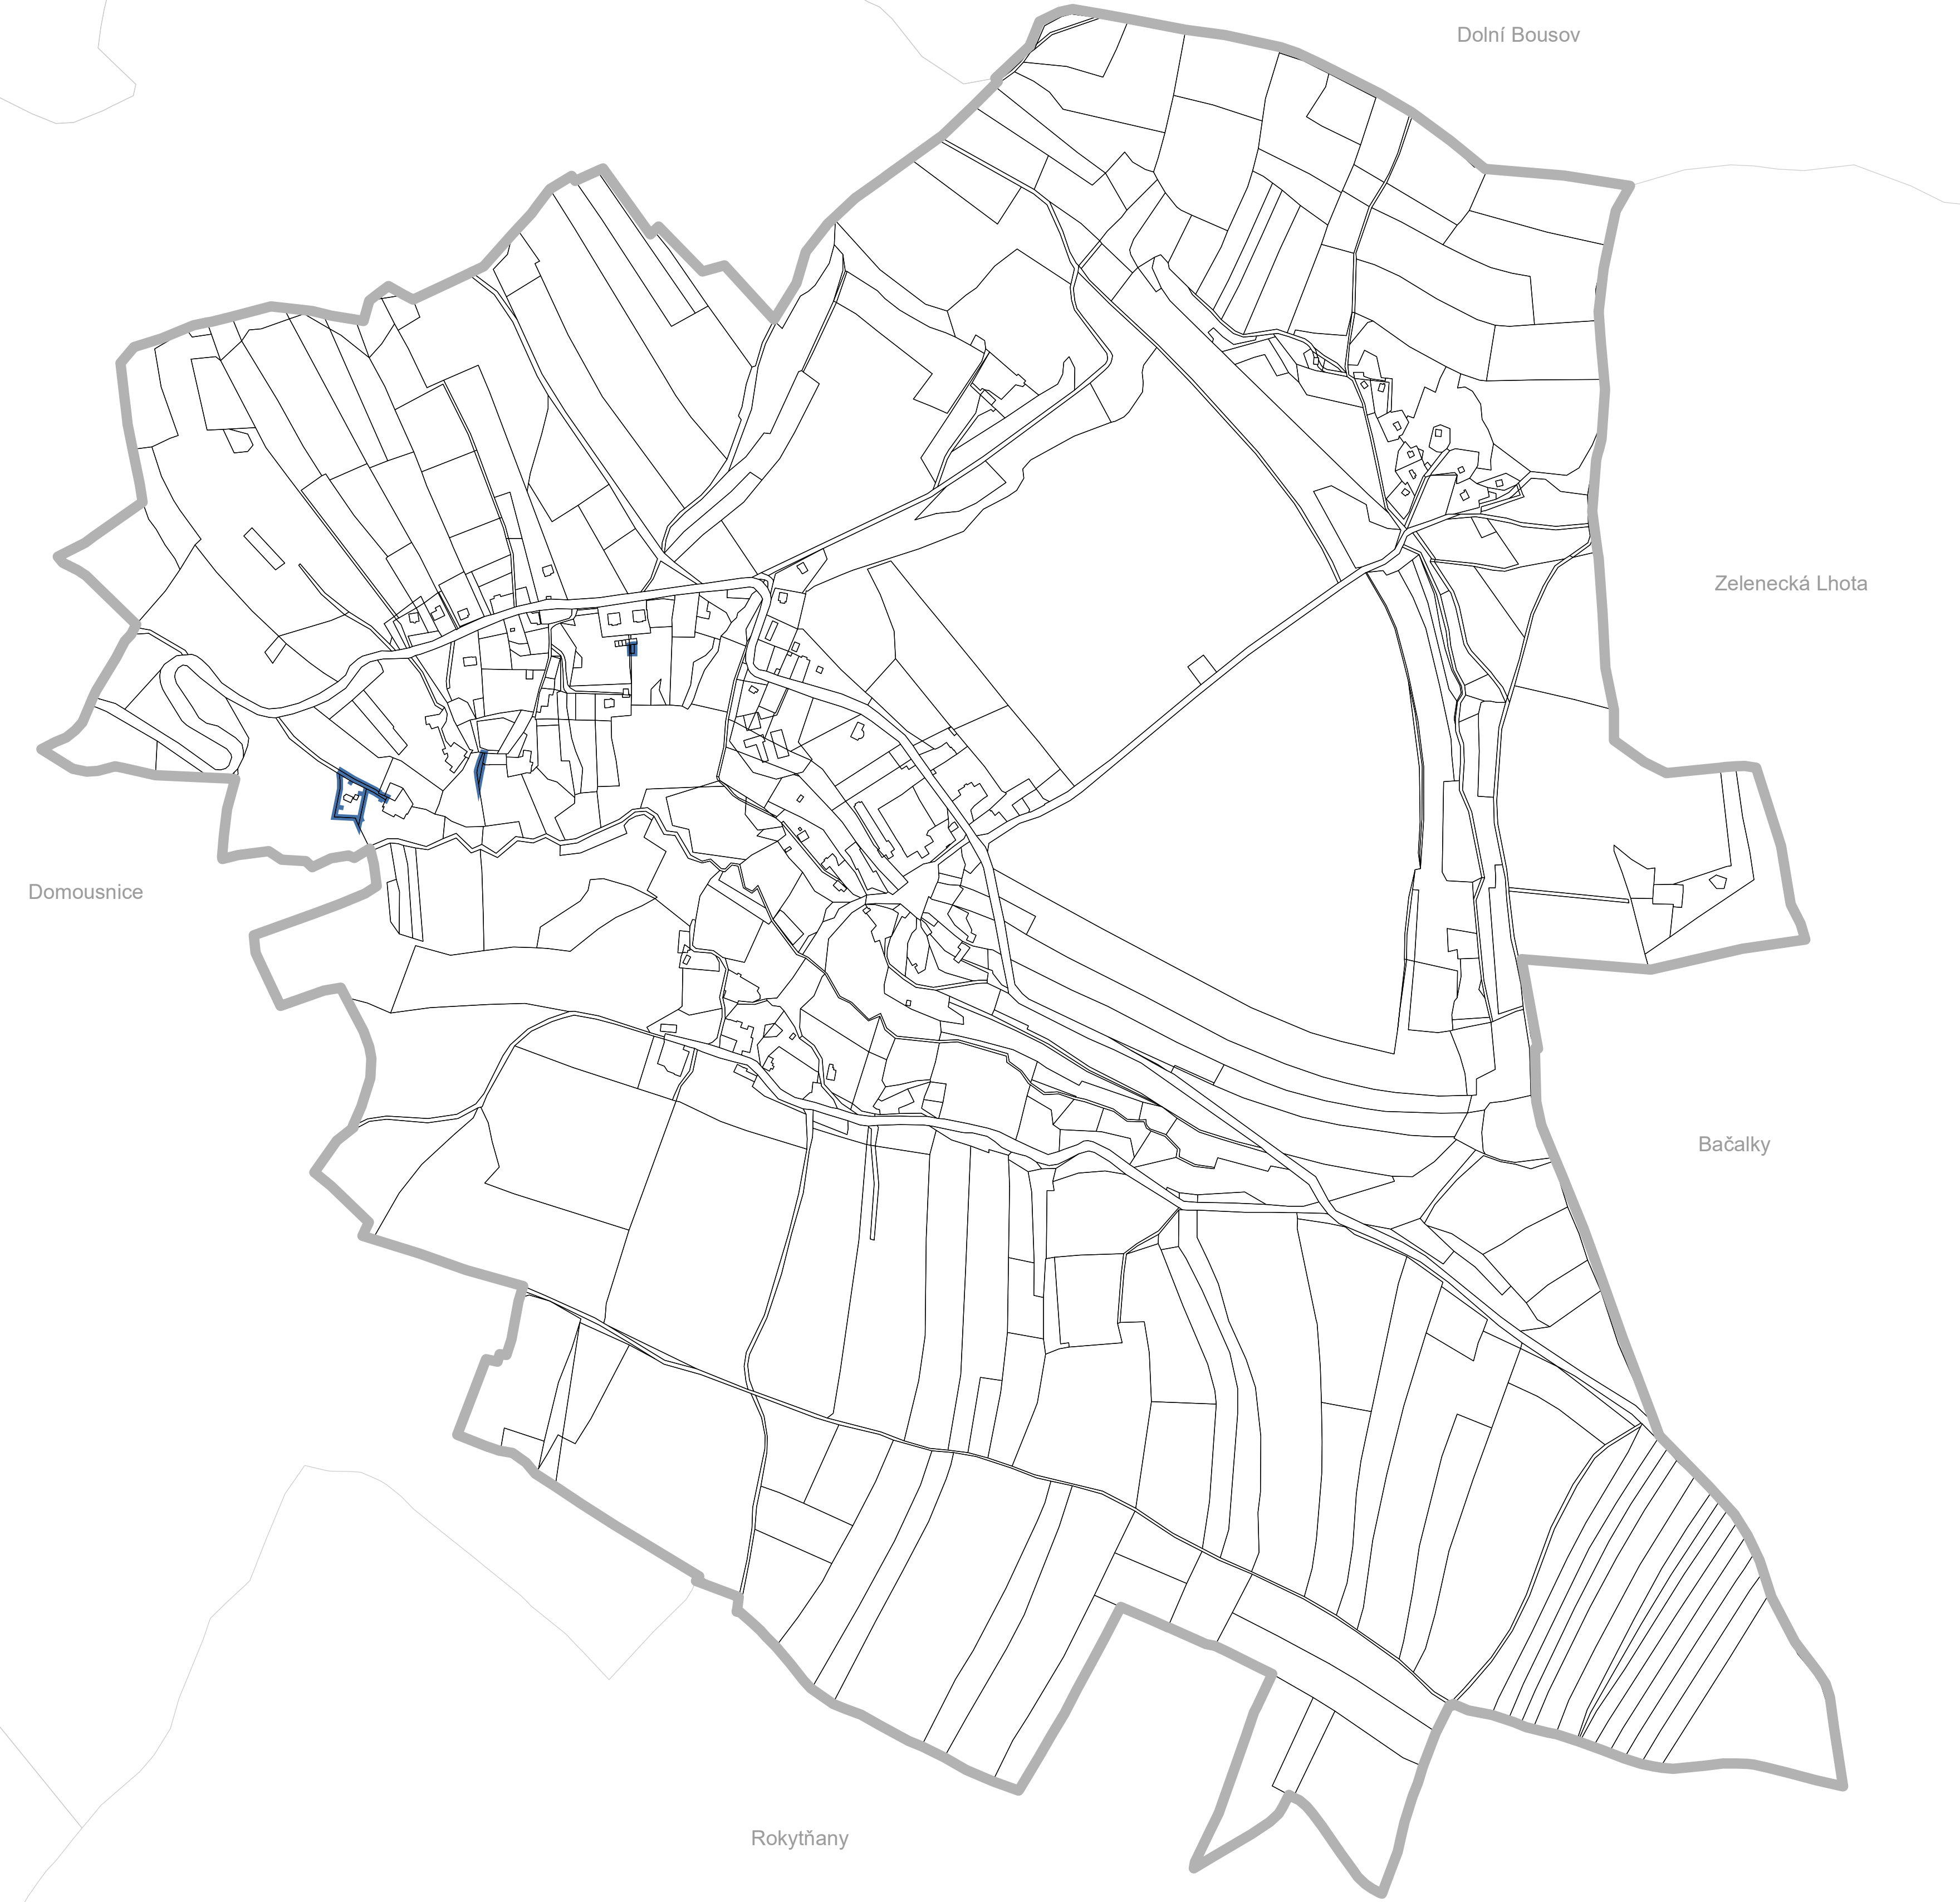 Dolní Bousov
Zelenecká Lhota
Domousnice
Bačalky
Rokytňany